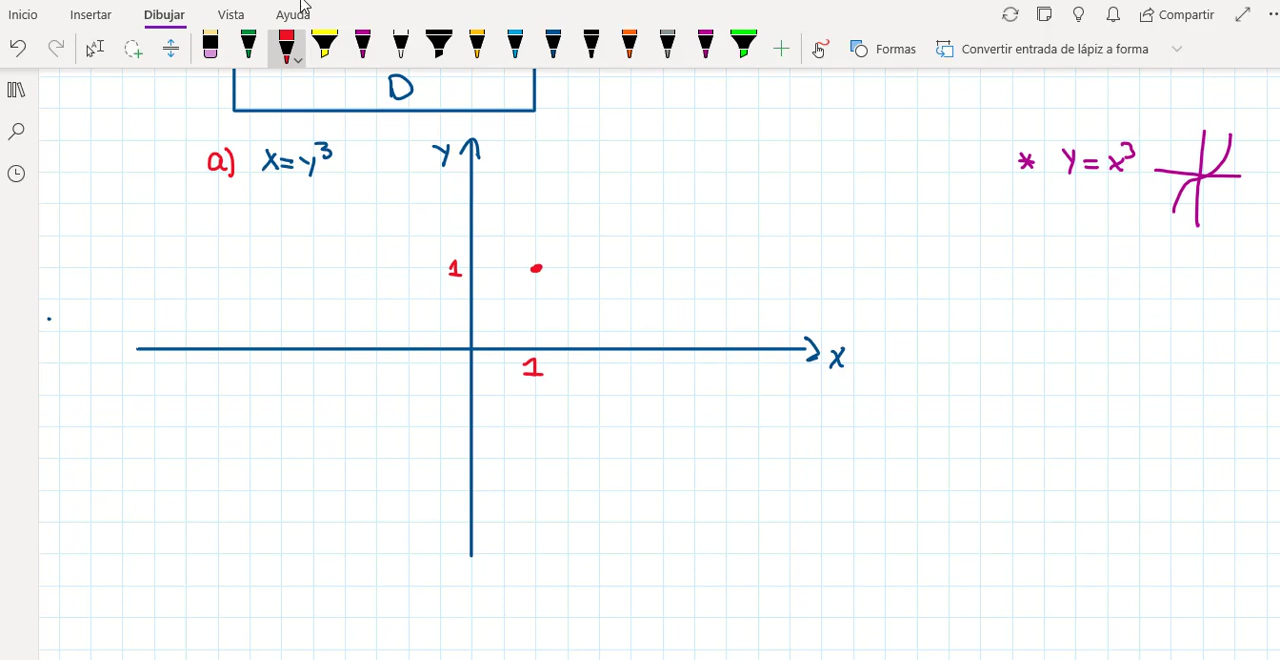 Inicio Insertar Dibujar Vista Ayuda Compartir
Formas Convertir entrada de lápiz a forma
D
a) x=y³
y
* y=x³
1
x
1